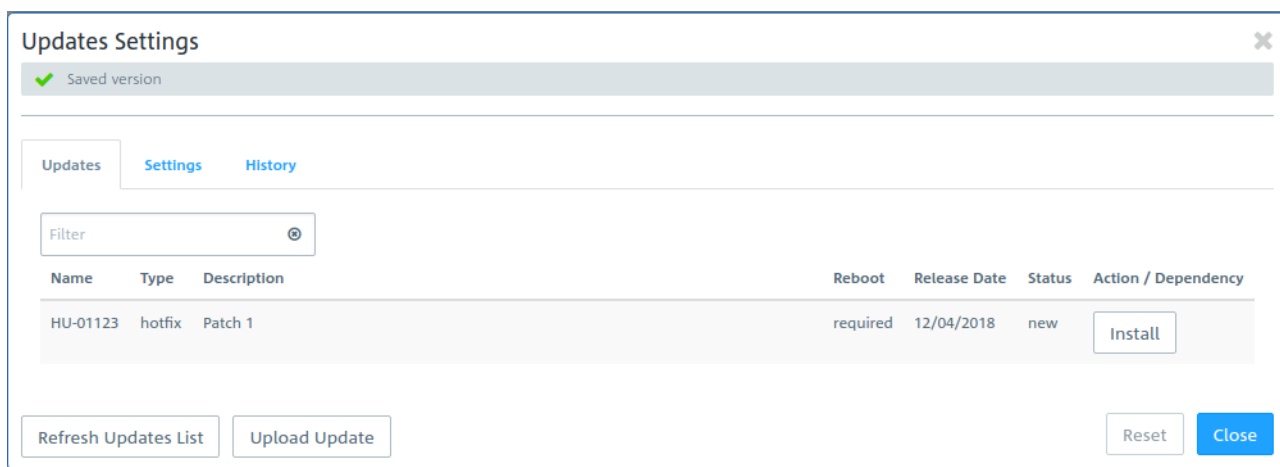 Updates Settings
Saved version
Updates Settings History
Filter
Name Type Description Reboot Release Date Status Action / Dependency
HU-01123 hotfix Patch 1 required 12/04/2018 new Install
Refresh Updates List Upload Update Reset Close